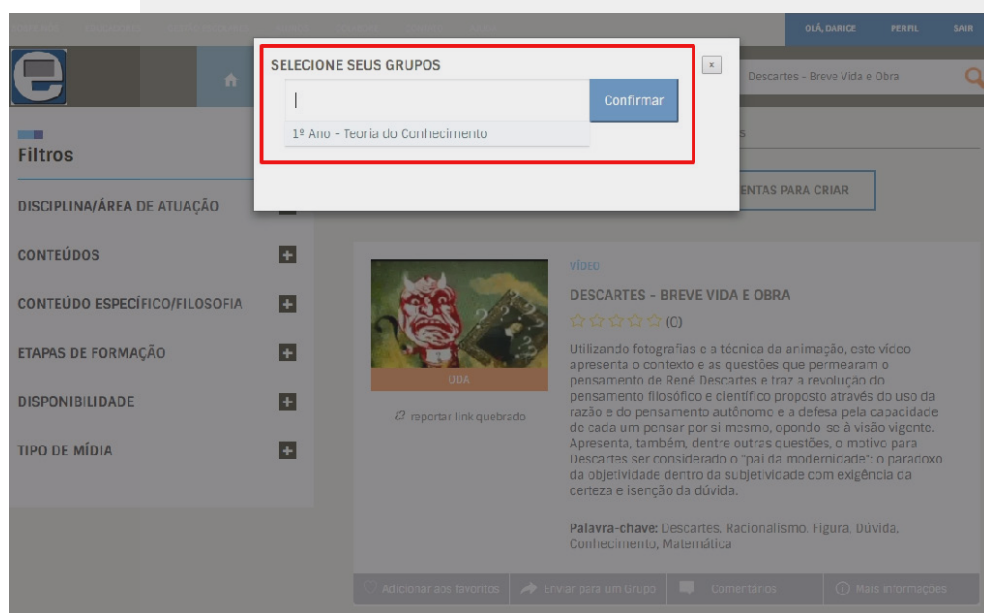 OLÁ, DARICE
PERFIL
SAIR
SELECIONE SEUS GRUPOS
x
Confirmar
1º Ano - Teoria do Conhecimento
Descartes - Breve Vida e Obra
Filtros
DISCIPLINA/ÁREA DE ATUAÇÃO
CONTEÚDOS
CONTEÚDO ESPECÍFICO/FILOSOFIA
ETAPAS DE FORMAÇÃO
DISPONIBILIDADE
TIPO DE MÍDIA
PARA CRIAR
VÍDEO
DESCARTES - BREVE VIDA E OBRA
(0)
Utilizando fotografias e a técnica da animação, este vídeo
apresenta o contexto e as questões que permearam o
pensamento de René Descartes e traz a revolução do
pensamento filosófico e científico proposto através do uso da
razão e do pensamento autônomo e a defesa pela capacidade
de cada um pensar por si mesmo, opondo-se à visão vigente.
Apresenta, também, dentre outras questões, o motivo para
Descartes ser considerado o "pai da modernidade": o paradoxo
da objetividade dentro da subjetividade com exigência da
certeza e isenção da dúvida.
Palavra-chave: Descartes. Racionalismo. Figura. Dúvida.
Conhecimento, Matemática
UDA
reportar link quebrado
Adicionar aos favoritos
Enviar para um Grupo
Comentários
Mais informações